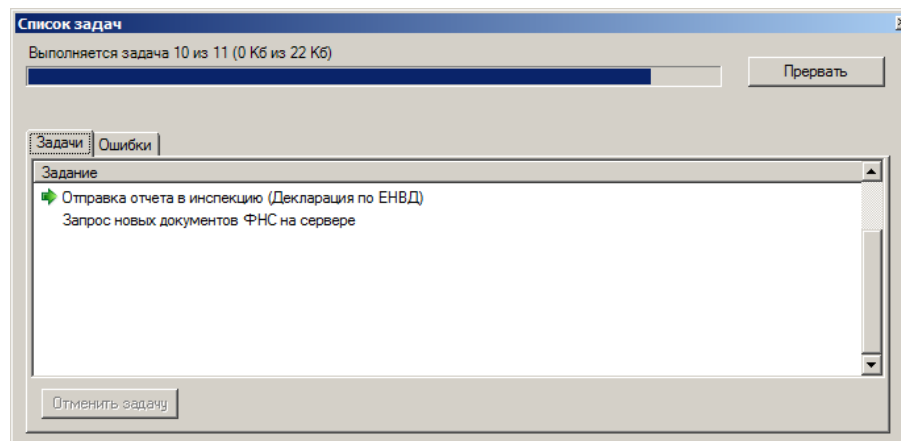 Список задач
Выполняется задача 10 из 11 (0 Кб из 22 Кб)
Прервать
Задачи Ошибки
Задание
Отправка отчета в инспекцию (Декларация по ЕНВД)
Запрос новых документов ФНС на сервере
Отменить задачу